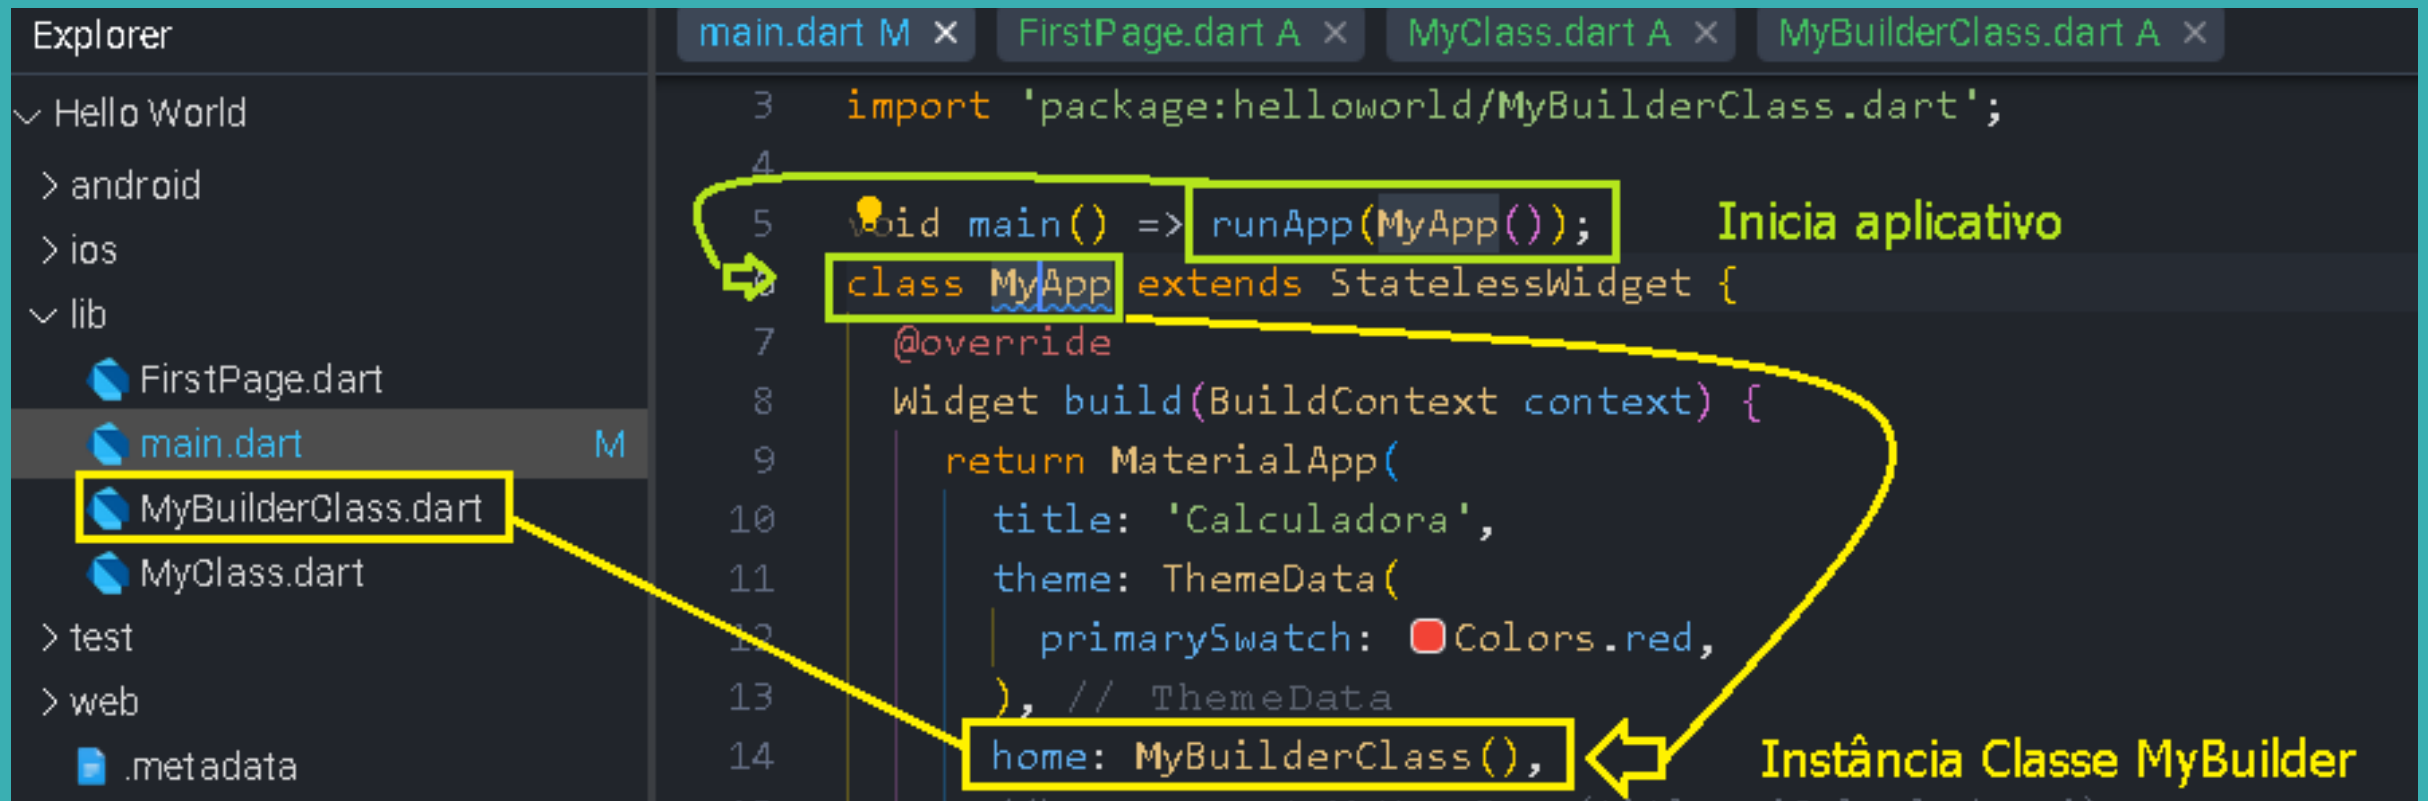 Explorer
Hello World
android
ios
lib
FirstPage.dart
main.dart M
MyBuilderClass.dart
MyClass.dart
test
web
.metadata
main.dart M × FirstPage.dart A × MyClass.dart A × MyBuilderClass.dart A ×
3 import 'package:helloworld/MyBuilderClass.dart';
4
5 void main() => runApp(MyApp()); Inicia aplicativo
6 class MyApp extends StatelessWidget {
7 @override
8 Widget build(BuildContext context) {
9 return MaterialApp(
10 title: 'Calculadora',
11 theme: ThemeData(
12 primarySwatch: Colors.red,
13 ), // ThemeData
14 home: MyBuilderClass(), Instância Classe MyBuilder